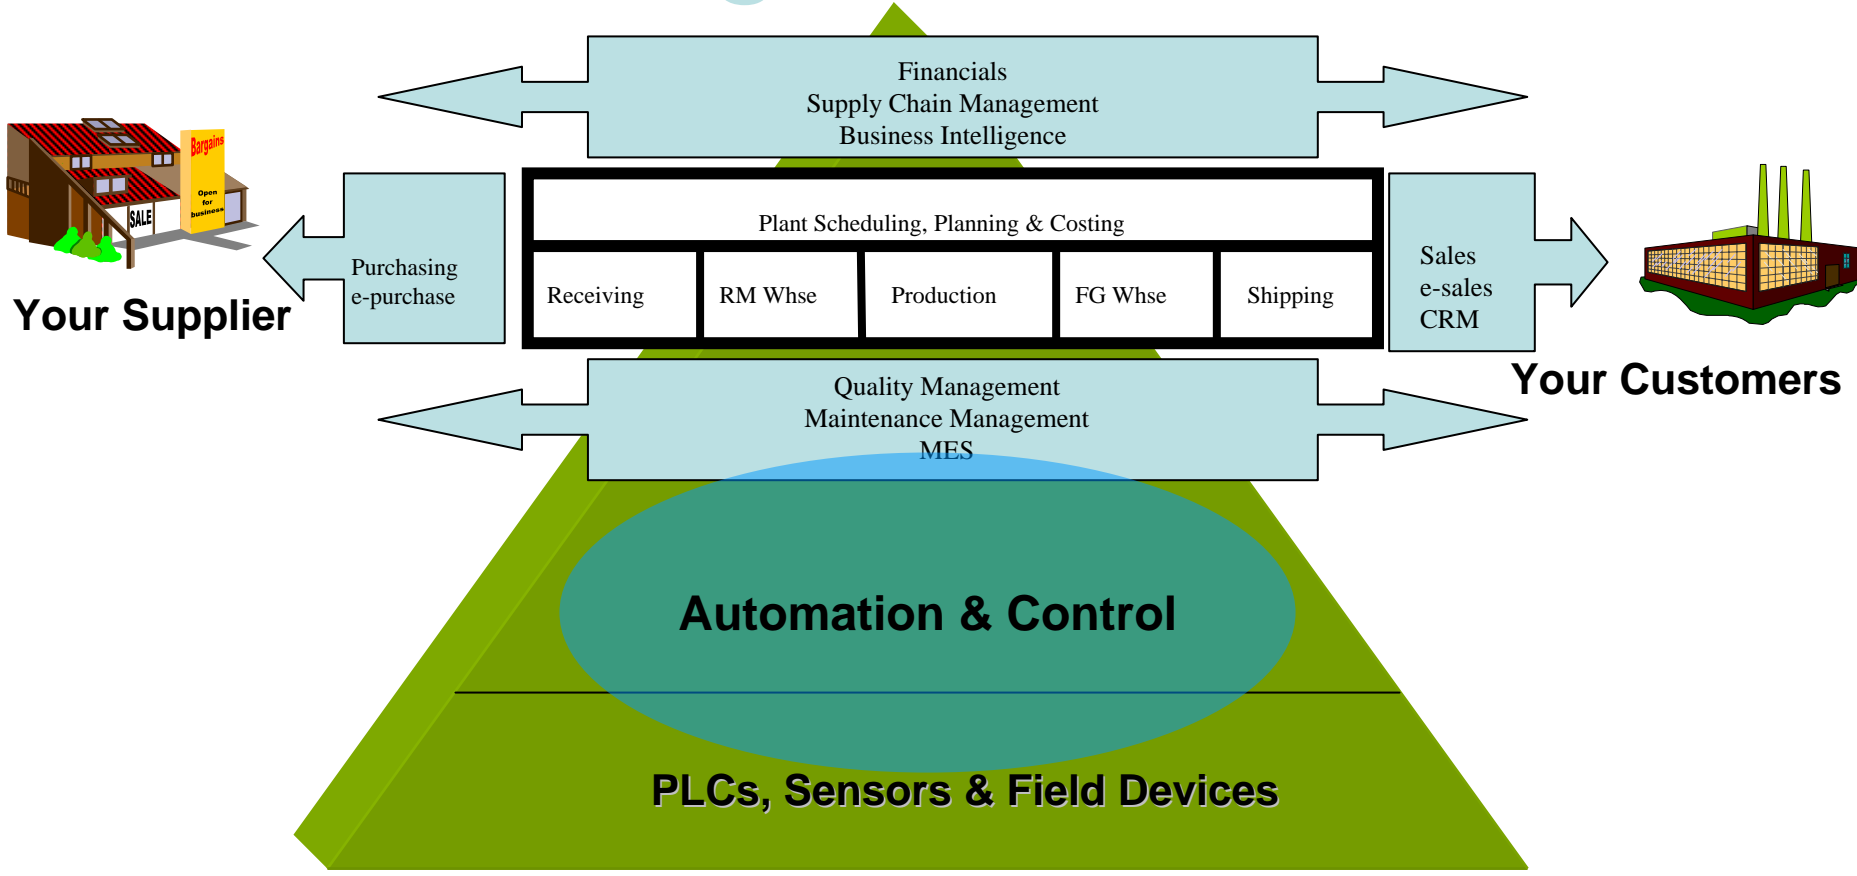 Financials
Supply Chain Management
Business Intelligence
Bargains
Open
for
business
SALE
Your Supplier
Purchasing
e-purchase
Plant Scheduling, Planning & Costing
Receiving
RM Whse
Production
FG Whse
Shipping
Sales
e-sales
CRM
Your Customers
Quality Management
Maintenance Management
MES
Automation & Control
PLCs, Sensors & Field Devices